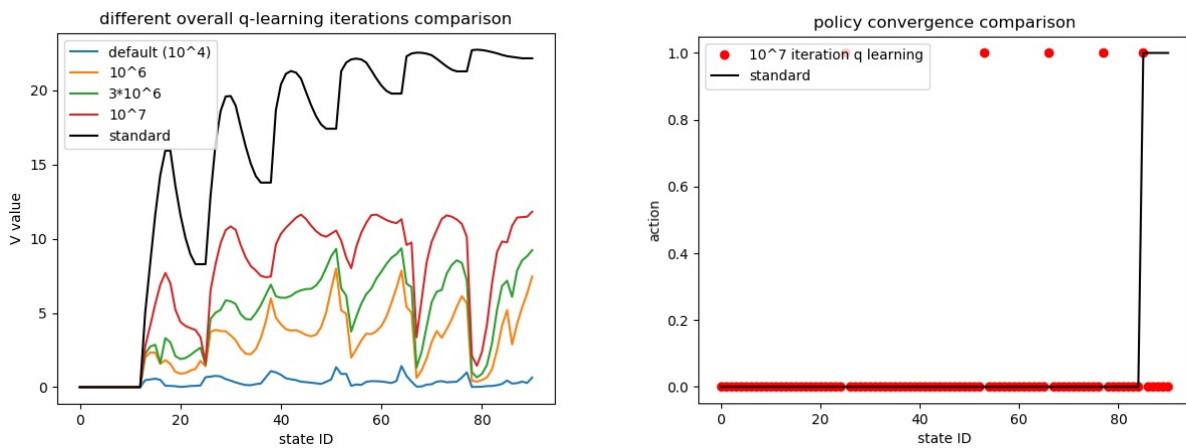 different overall q-learning iterations comparison
default (10^4)
10^6
3*10^6
10^7
standard
V value
20
15
10
5
0
0
20
40
60
80
state ID
policy convergence comparison
10^7 iteration q learning
standard
action
1.0
0.8
0.6
0.4
0.2
0.0
0
20
40
60
80
state ID